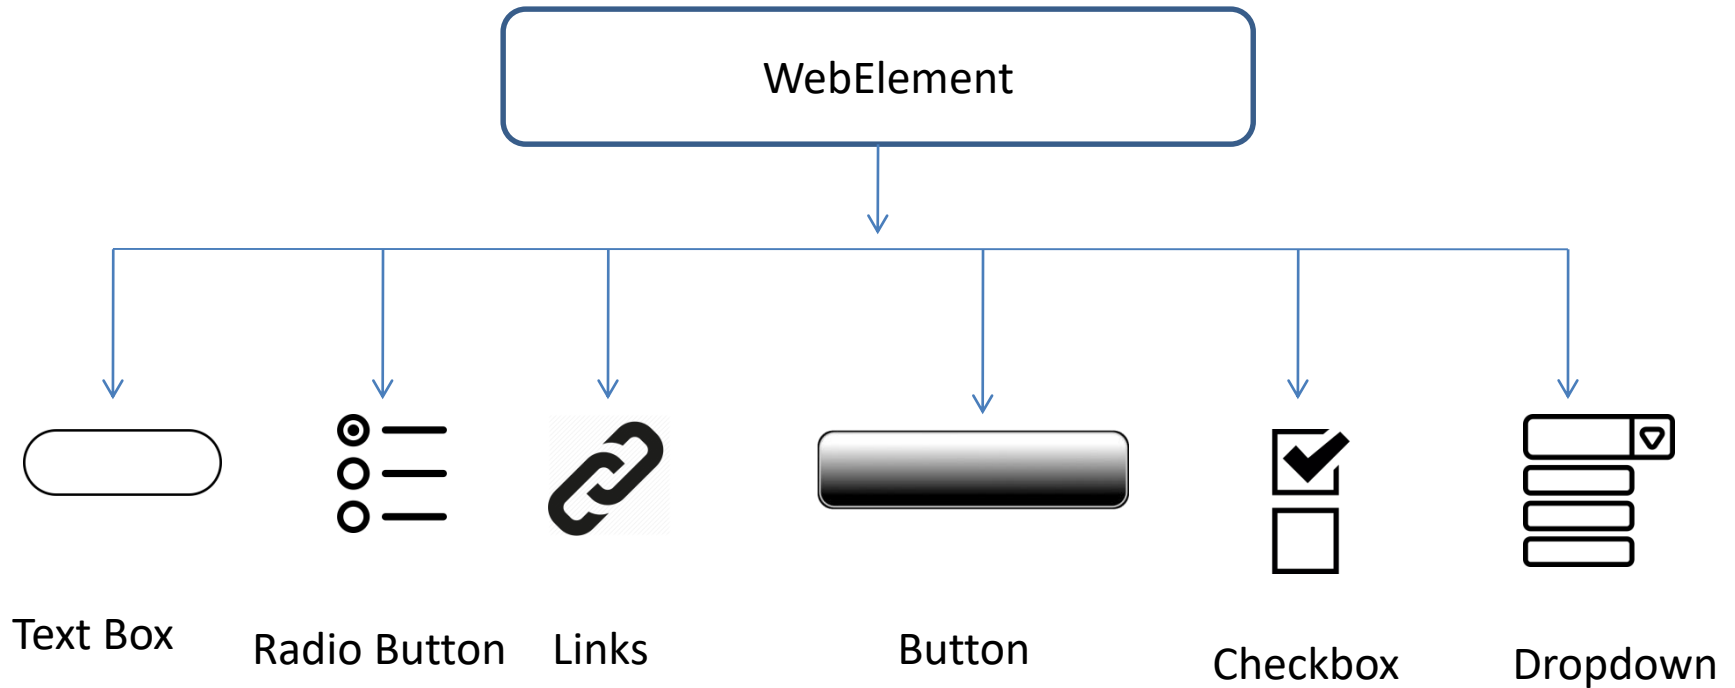 WebElement
Text Box
Radio Button
Links
Button
Checkbox
Dropdown